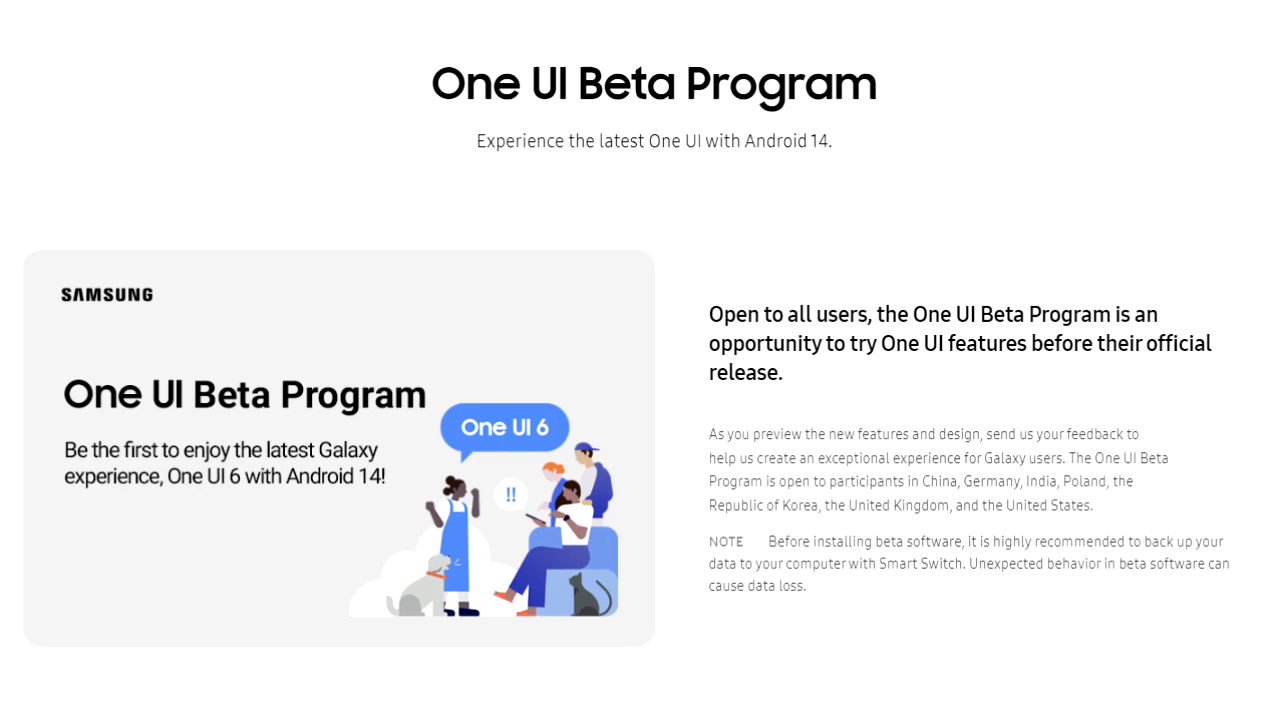 One UI Beta Program
Experience the latest One UI with Android 14.
SAMSUNG
One UI Beta Program
Be the first to enjoy the latest Galaxy
experience, One UI 6 with Android 14!
One UI 6
!!
Open to all users, the One UI Beta Program is an
opportunity to try One UI features before their official
release.
As you preview the new features and design, send us your feedback to
help us create an exceptional experience for Galaxy users. The One UI Beta
Program is open to participants in China, Germany, India, Poland, the
Republic of Korea, the United Kingdom, and the United States.
NOTE Before installing beta software, it is highly recommended to back up your
data to your computer with Smart Switch. Unexpected behavior in beta software can
cause data loss.